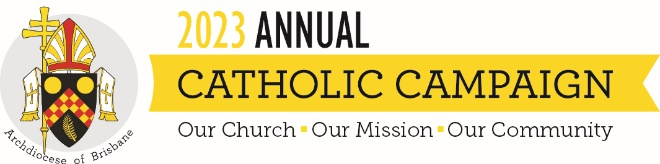 2023 ANNUAL
CATHOLIC CAMPAIGN
Our Church ▪ Our Mission ▪ Our Community
Archdiocese of Brisbane